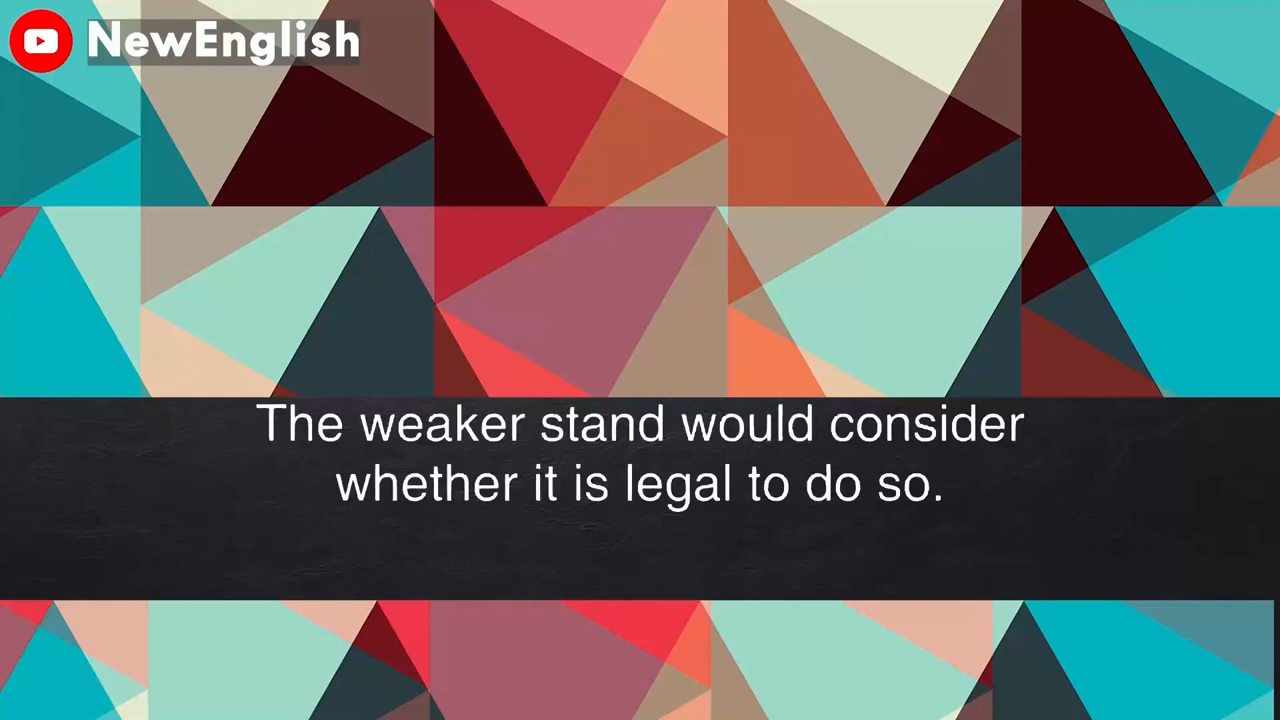 NewEnglish
The weaker stand would consider
whether it is legal to do so.